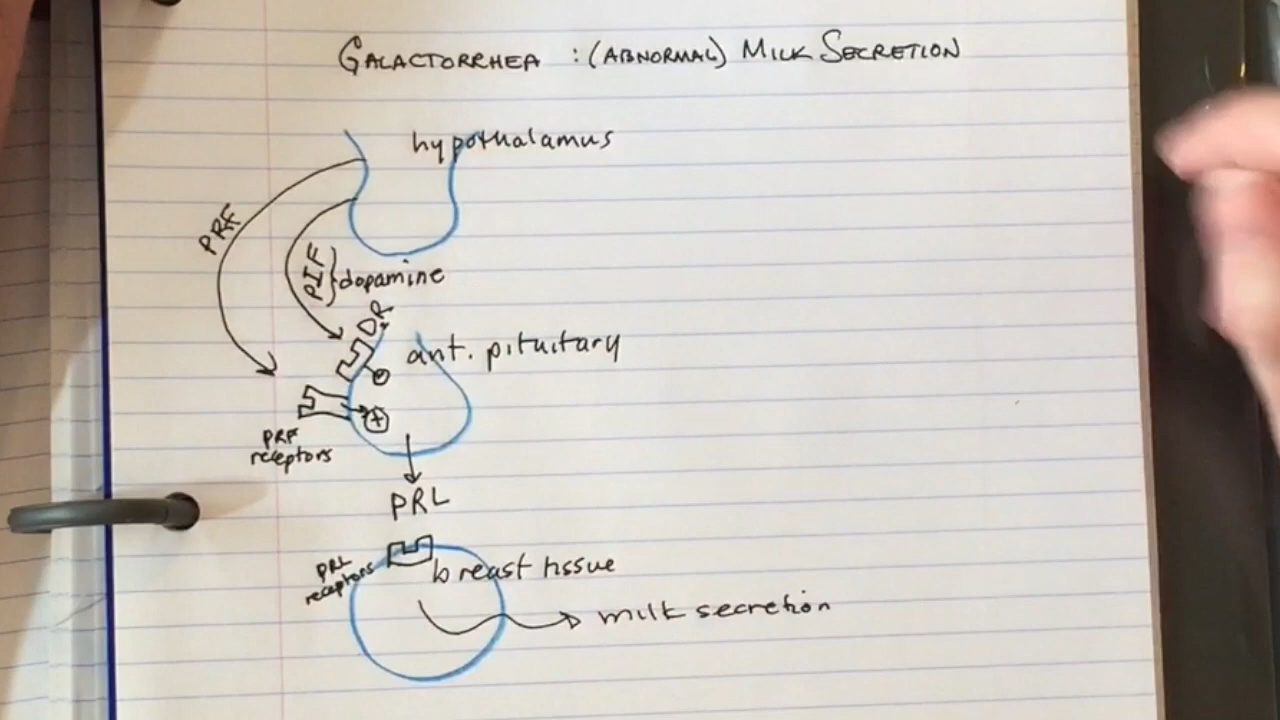 GALACTORRHEA : (ABNORMAL) MILK SECRETION
hypothalamus
PRF
PIF } dopamine
DR
ant. pituitary
+
PRF
receptors
PRL
PRL
receptors
breast tissue
milk secretion